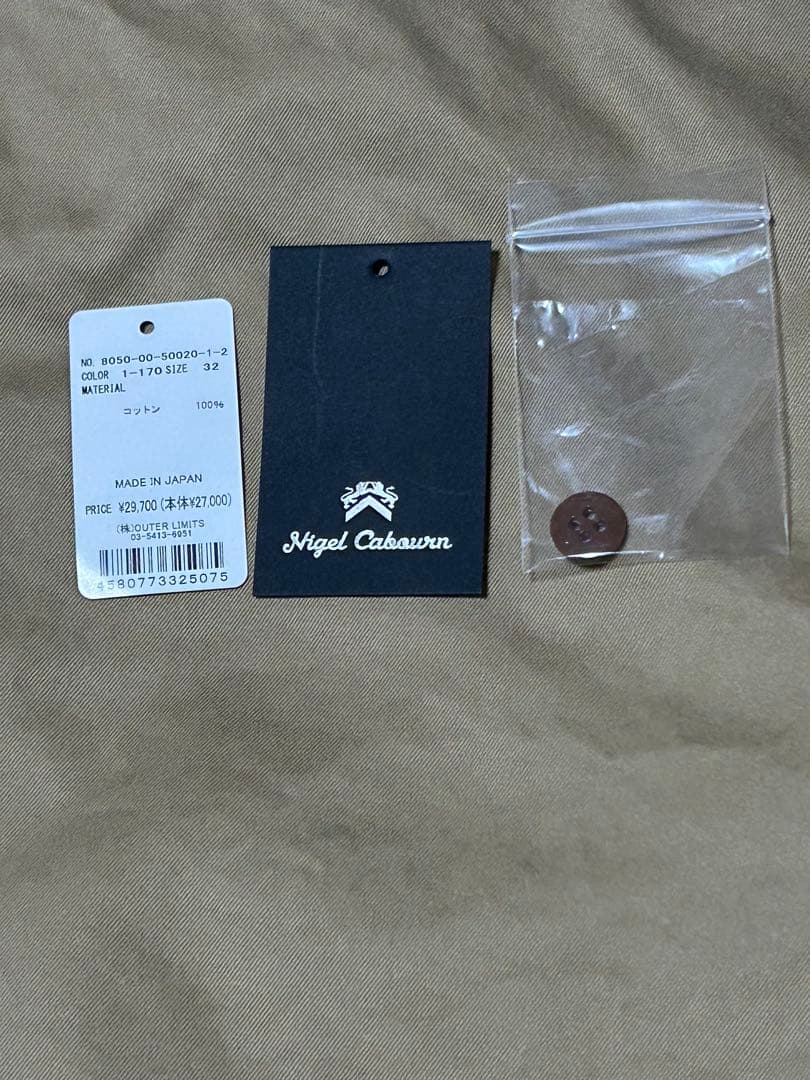 NO. 8050-00-50020-1-2
COLOR 1-170 SIZE 32
MATERIAL
コットン 100%
MADE IN JAPAN
PRICE ¥29,700(本体¥27,000)
(株)OUTER LIMITS
03-5413-6951
4580773325075
Nigel Cabourn